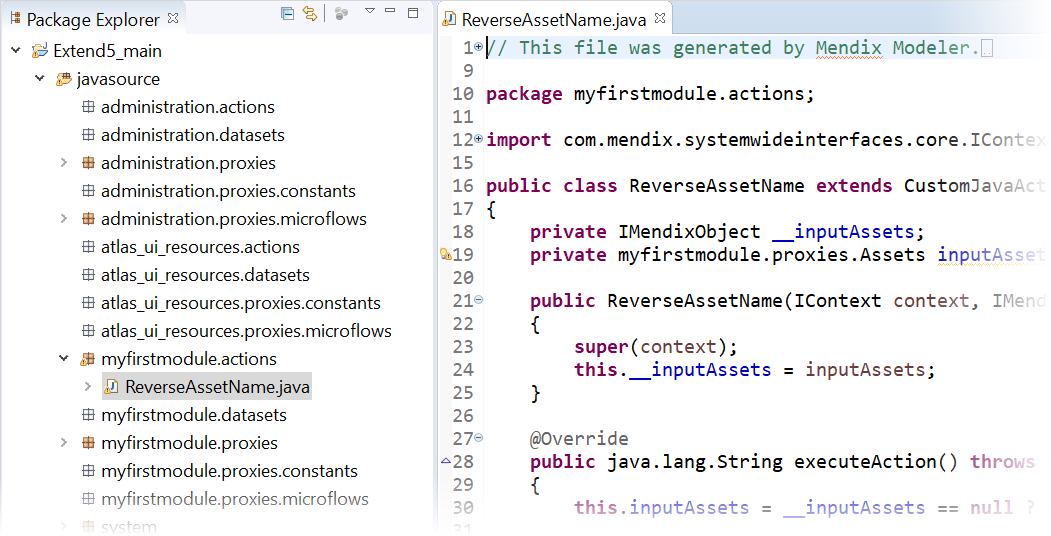 Package Explorer
Extend5_main
javasource
administration.actions
administration.datasets
administration.proxies
administration.proxies.constants
administration.proxies.microflows
atlas_ui_resources.actions
atlas_ui_resources.datasets
atlas_ui_resources.proxies.constants
atlas_ui_resources.proxies.microflows
myfirstmodule.actions
ReverseAssetName.java
myfirstmodule.datasets
myfirstmodule.proxies
myfirstmodule.proxies.constants
myfirstmodule.proxies.microflows
system
ReverseAssetName.java
1 // This file was generated by Mendix Modeler.
9
10 package myfirstmodule.actions;
11
12 import com.mendix.systemwideinterfaces.core.IContex
15
16 public class ReverseAssetName extends CustomJavaAct
17 {
18 private IMendixObject __inputAssets;
19 private myfirstmodule.proxies.Assets inputAsset
20
21 public ReverseAssetName(IContext context, IMend
22 {
23 super(context);
24 this.__inputAssets = inputAssets;
25 }
26
27 @Override
28 public java.lang.String executeAction() throws
29 {
30 this.inputAssets = __inputAssets == null ?
31